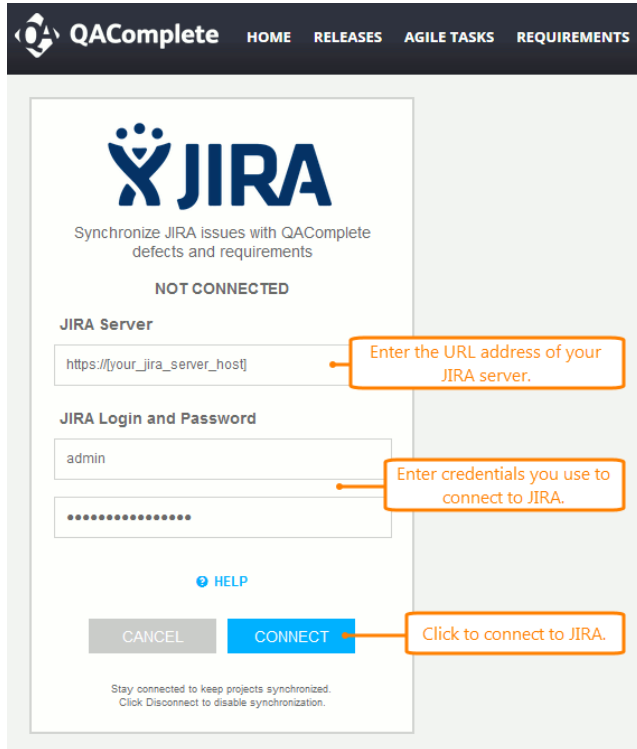 QAComplete HOME RELEASES AGILE TASKS REQUIREMENTS
JIRA
Synchronize JIRA issues with QAComplete
defects and requirements
NOT CONNECTED
JIRA Server
https://[your_jira_server_host]
Enter the URL address of your
JIRA server.
JIRA Login and Password
admin
Enter credentials you use to
connect to JIRA.
••••••••••••••••
? HELP
CANCEL CONNECT
Click to connect to JIRA.
Stay connected to keep projects synchronized.
Click Disconnect to disable synchronization.